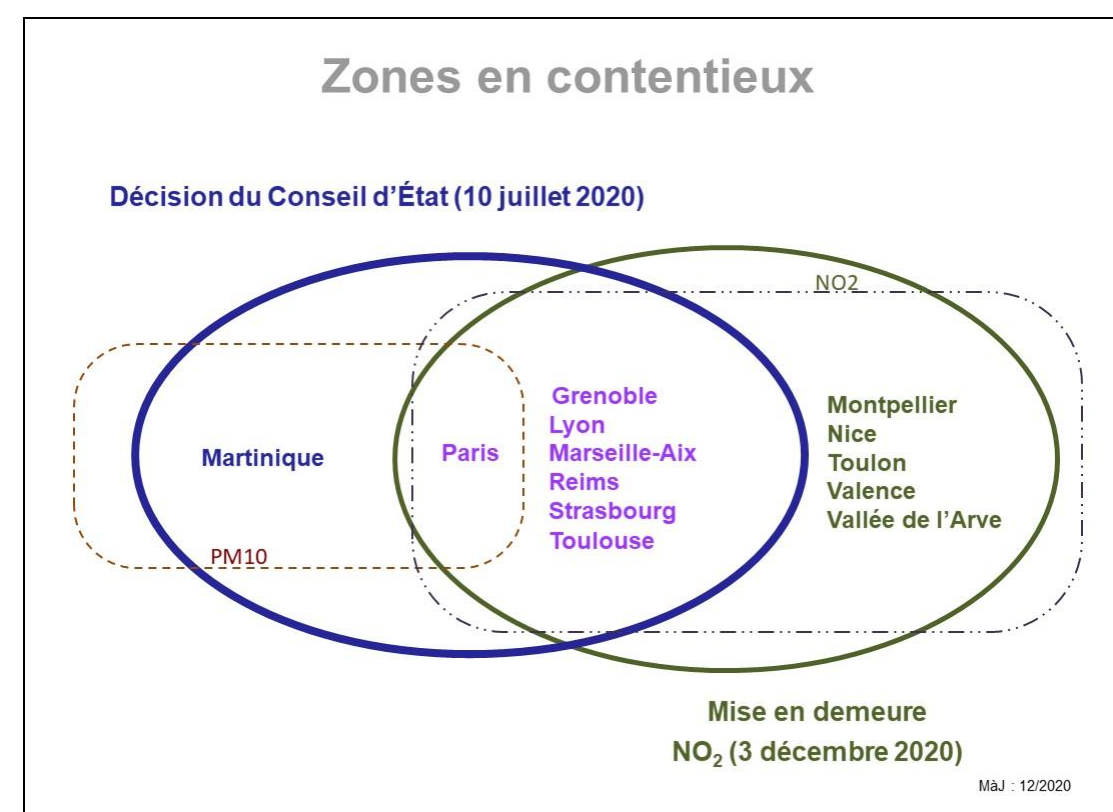 Zones en contentieux
Décision du Conseil d’État (10 juillet 2020)
NO2
Martinique
Paris
Grenoble
Lyon
Marseille-Aix
Reims
Strasbourg
Toulouse
Montpellier
Nice
Toulon
Valence
Vallée de l’Arve
PM10
Mise en demeure
NO₂ (3 décembre 2020)
MàJ : 12/2020